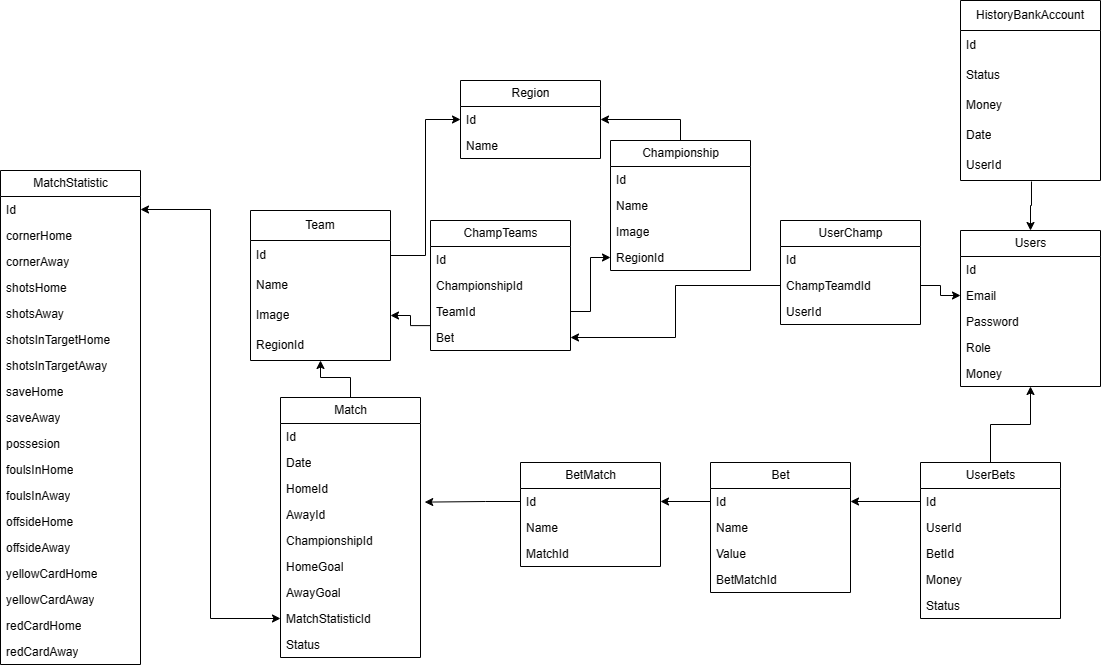 HistoryBankAccount
Id
Status
Money
Date
UserId
Region
Id
Name
Championship
Id
Name
Image
RegionId
MatchStatistic
Id
cornerHome
cornerAway
shotsHome
shotsAway
shotsInTargetHome
shotsInTargetAway
saveHome
saveAway
possesion
foulsInHome
foulsInAway
offsideHome
offsideAway
yellowCardHome
yellowCardAway
redCardHome
redCardAway
Team
Id
Name
Image
RegionId
ChampTeams
Id
ChampionshipId
TeamId
Bet
UserChamp
Id
ChampTeamdId
UserId
Users
Id
Email
Password
Role
Money
Match
Id
Date
HomeId
AwayId
ChampionshipId
HomeGoal
AwayGoal
MatchStatisticId
Status
BetMatch
Id
Name
MatchId
Bet
Id
Name
Value
BetMatchId
UserBets
Id
UserId
BetId
Money
Status